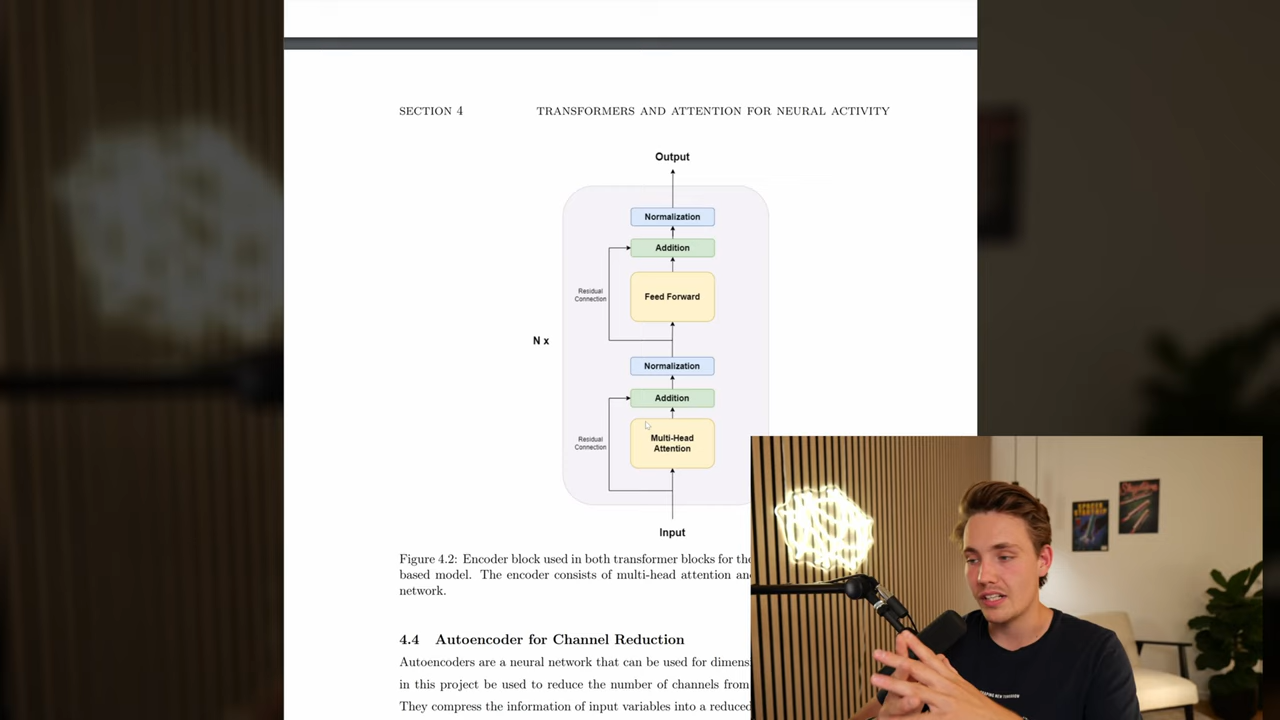 SECTION 4 TRANSFORMERS AND ATTENTION FOR NEURAL ACTIVITY
Output
Normalization
Addition
Residual
Connection
Feed Forward
N x
Normalization
Addition
Residual
Connection
Multi-Head
Attention
Input
Figure 4.2: Encoder block used in both transformer blocks for the
based model. The encoder consists of multi-head attention and
network.
4.4 Autoencoder for Channel Reduction
Autoencoders are a neural network that can be used for dimens
in this project be used to reduce the number of channels from
They compress the information of input variables into a reduced